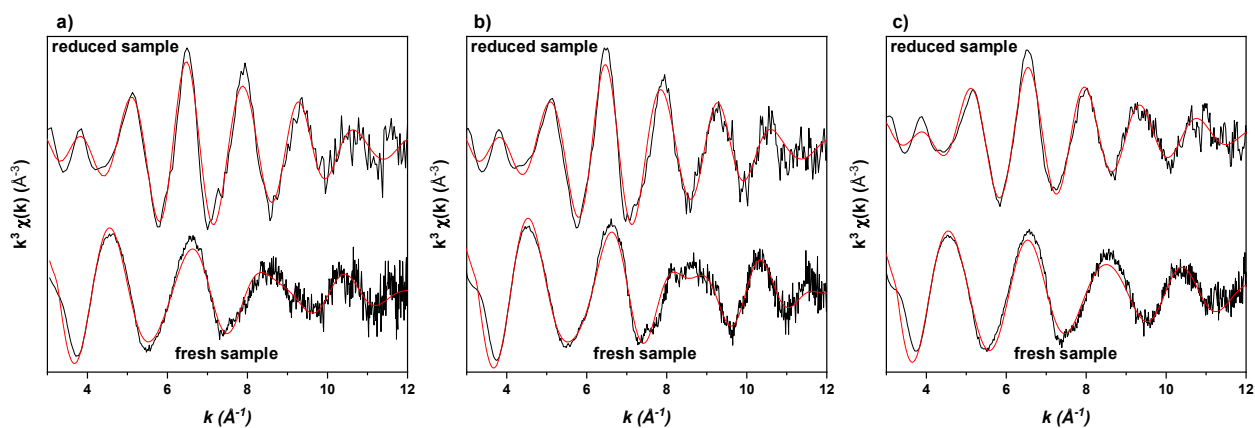 a)
reduced sample
fresh sample
k³ χ(k) (Å⁻³)
4 6 8 10 12
k (Å⁻¹)
b)
reduced sample
fresh sample
k³ χ(k) (Å⁻³)
4 6 8 10 12
k (Å⁻¹)
c)
reduced sample
fresh sample
k³ χ(k) (Å⁻³)
4 6 8 10 12
k (Å⁻¹)